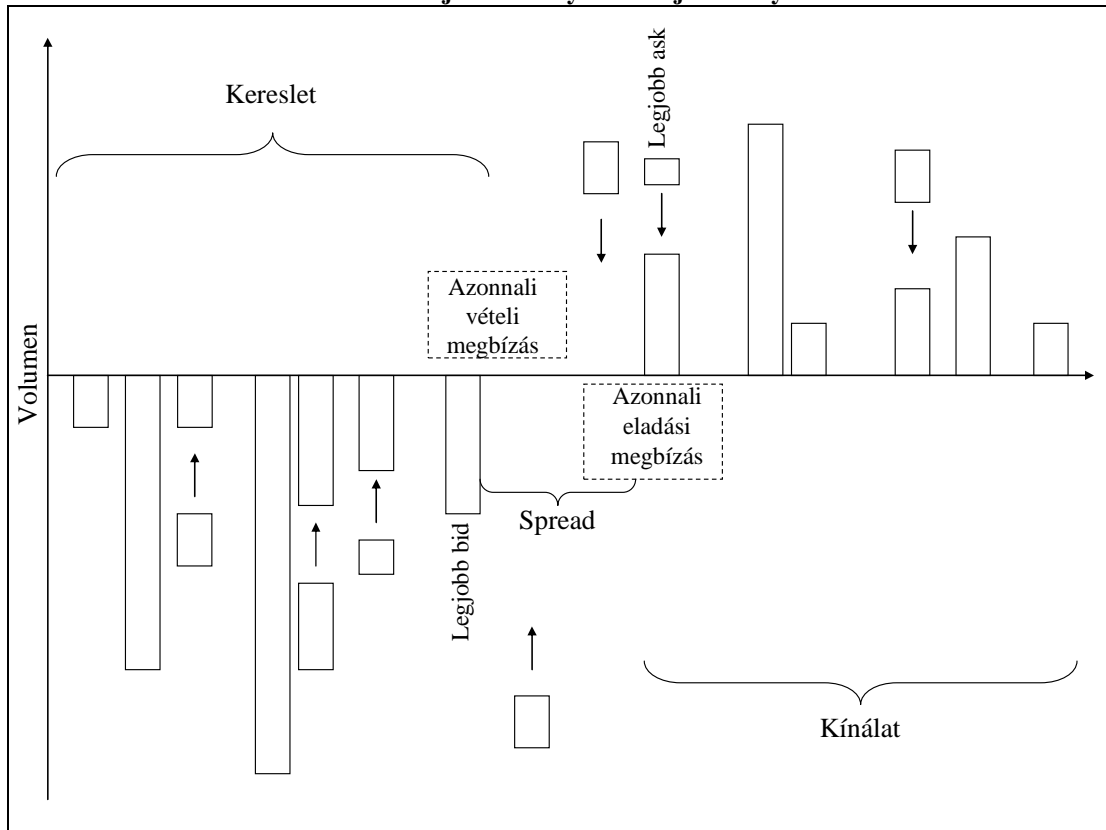 Legjobb ask
Kereslet
Azonnali
vételi
megbízás
Volumen
Azonnali
eladási
megbízás
Spread
Legjobb bid
Kínálat